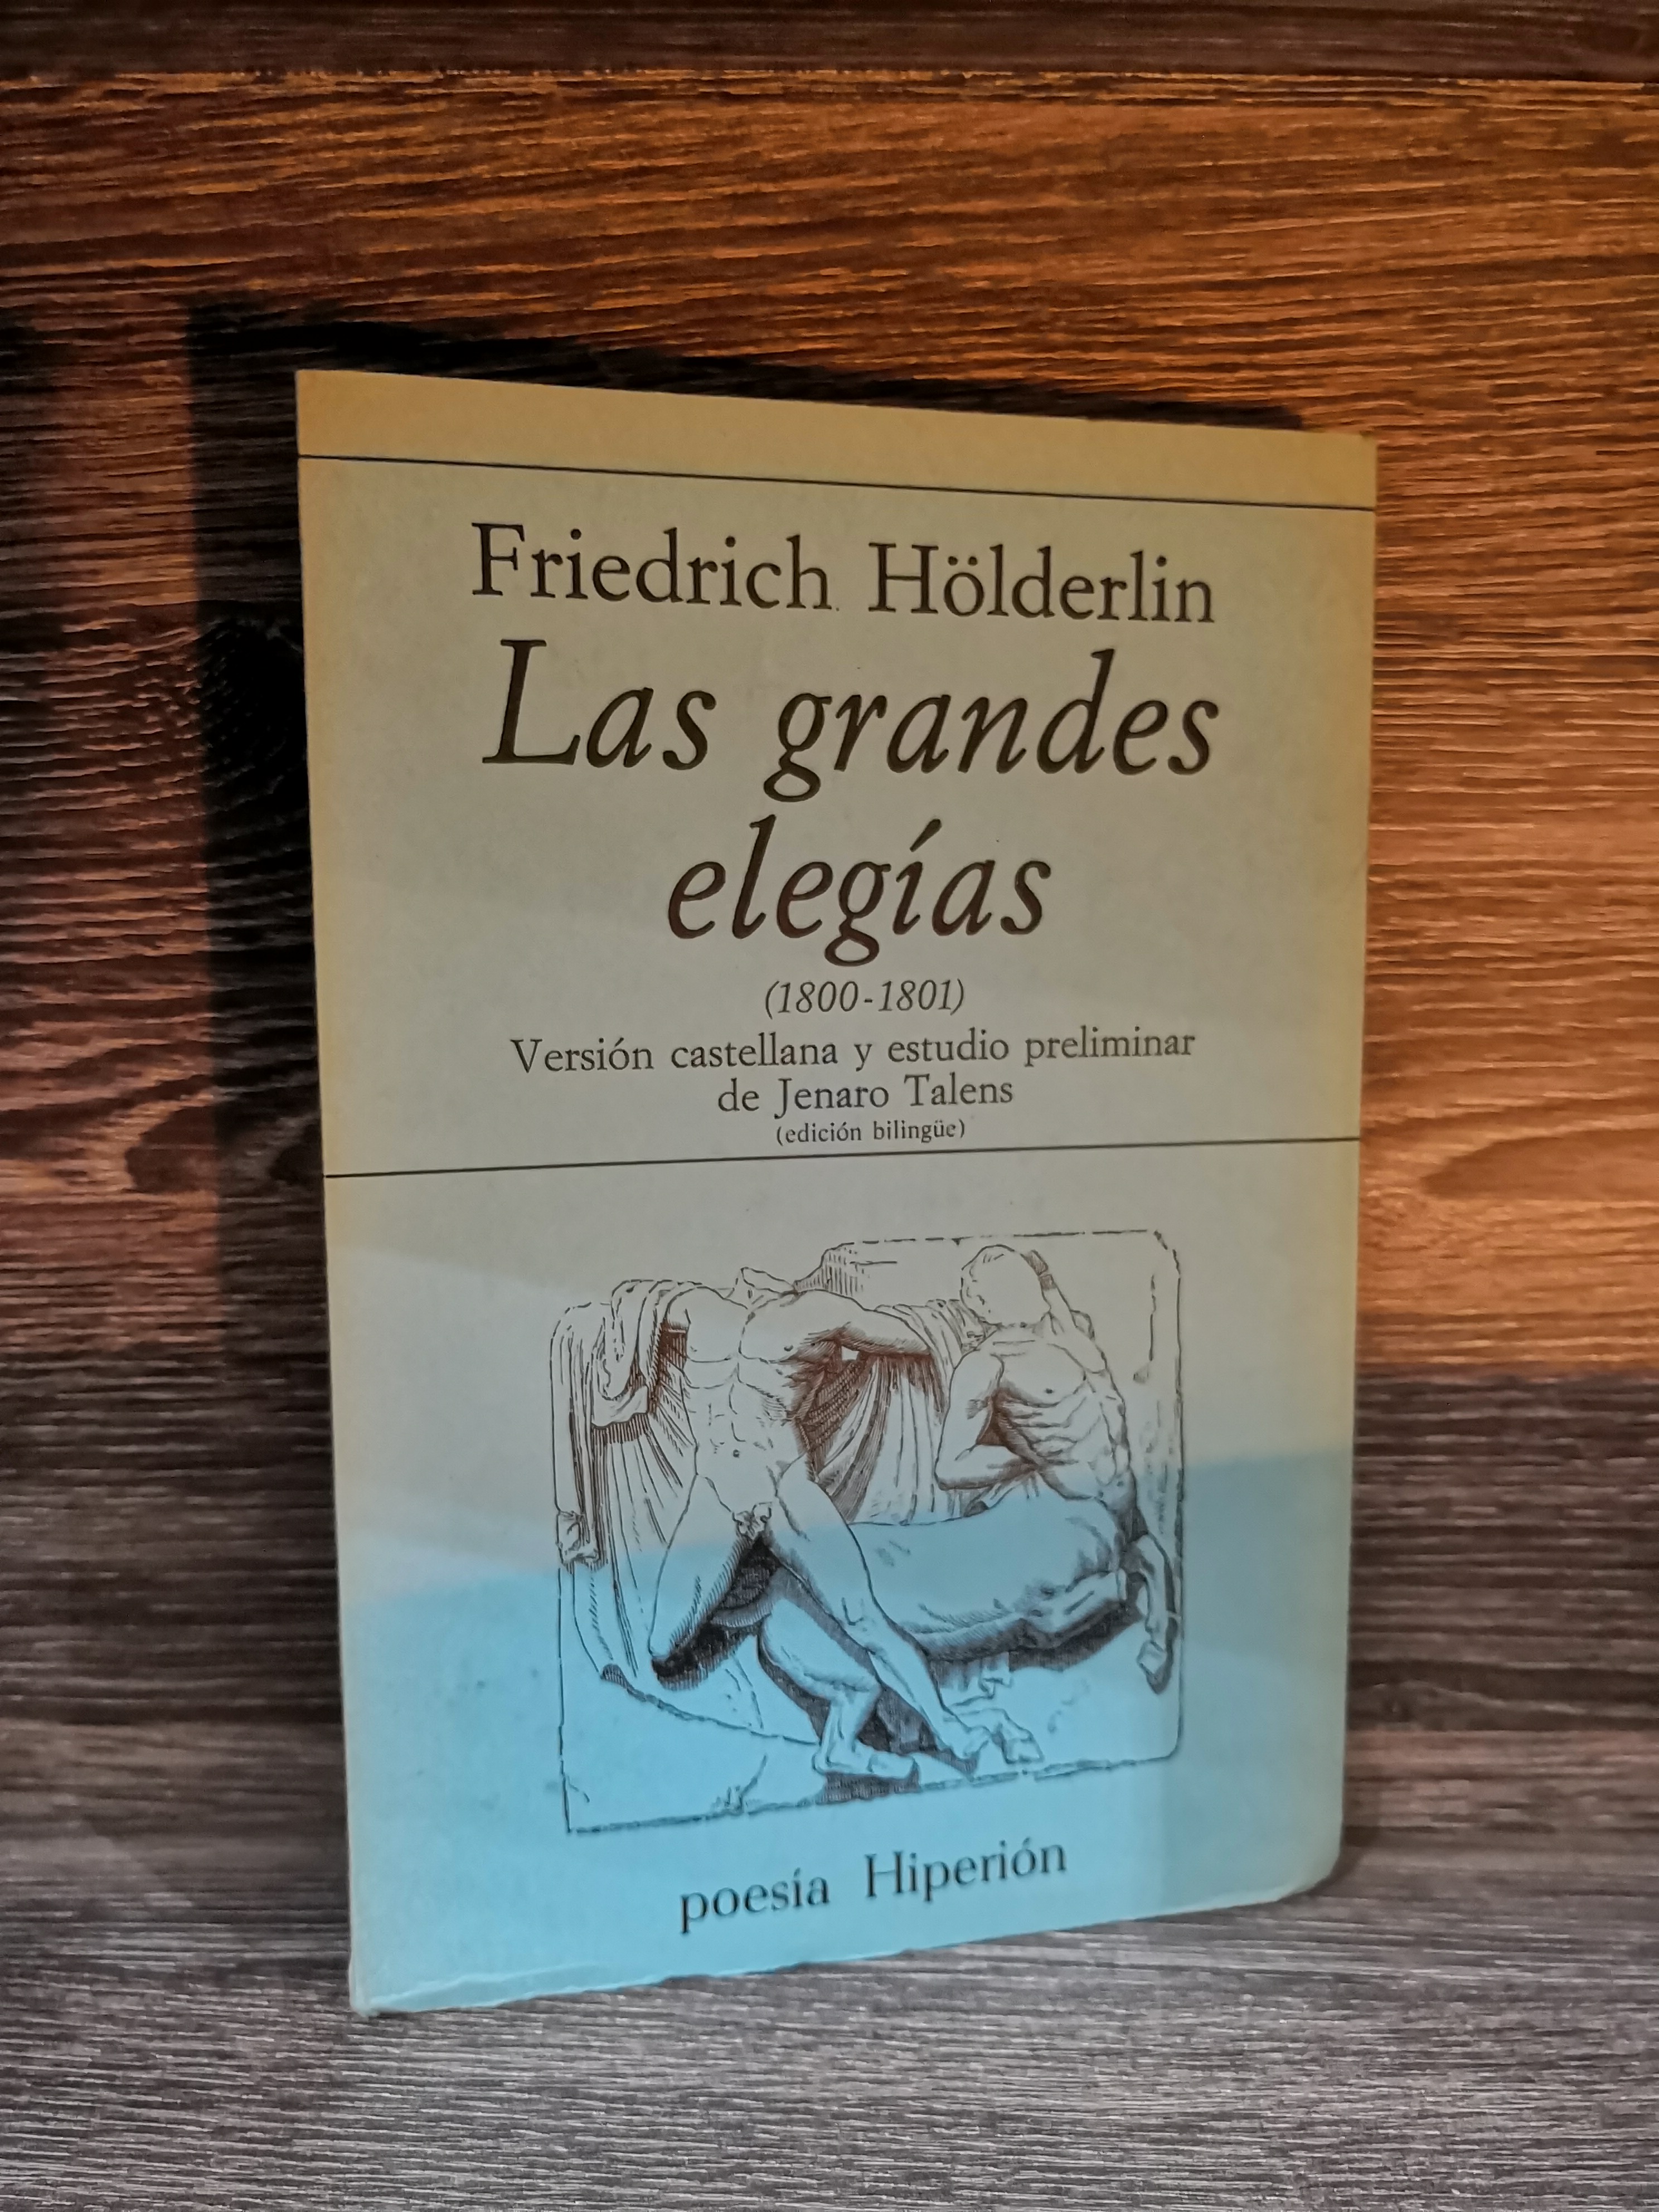 Friedrich Hölderlin
Las grandes
elegías
(1800-1801)
Versión castellana y estudio preliminar
de Jenaro Talens
(edición bilingüe)
poesía Hiperión